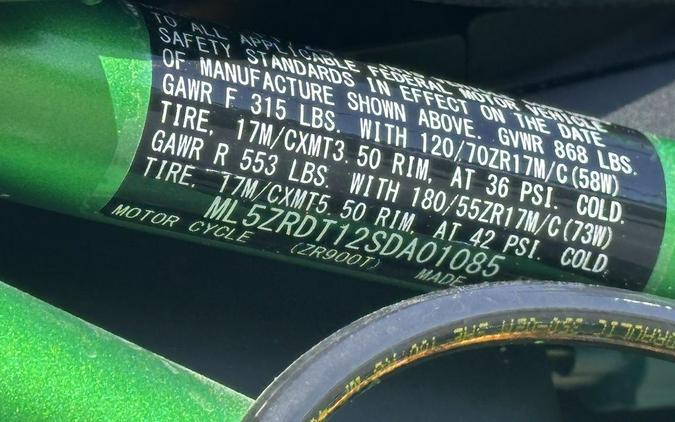 TO ALL APPLICABLE FEDERAL MOTOR VEHICLE
SAFETY STANDARDS IN EFFECT ON THE DATE
OF MANUFACTURE SHOWN ABOVE. GVWR 868 LBS.
GAWR F 315 LBS. WITH 120/70ZR17M/C(58W)
TIRE, 17M/CXMT3.50 RIM, AT 36 PSI. COLD.
GAWR R 553 LBS. WITH 180/55ZR17M/C(73W)
TIRE, 17M/CXMT5.50 RIM, AT 42 PSI. COLD
ML5ZRDT12SDA01085
MOTOR CYCLE (ZR900T) MADE